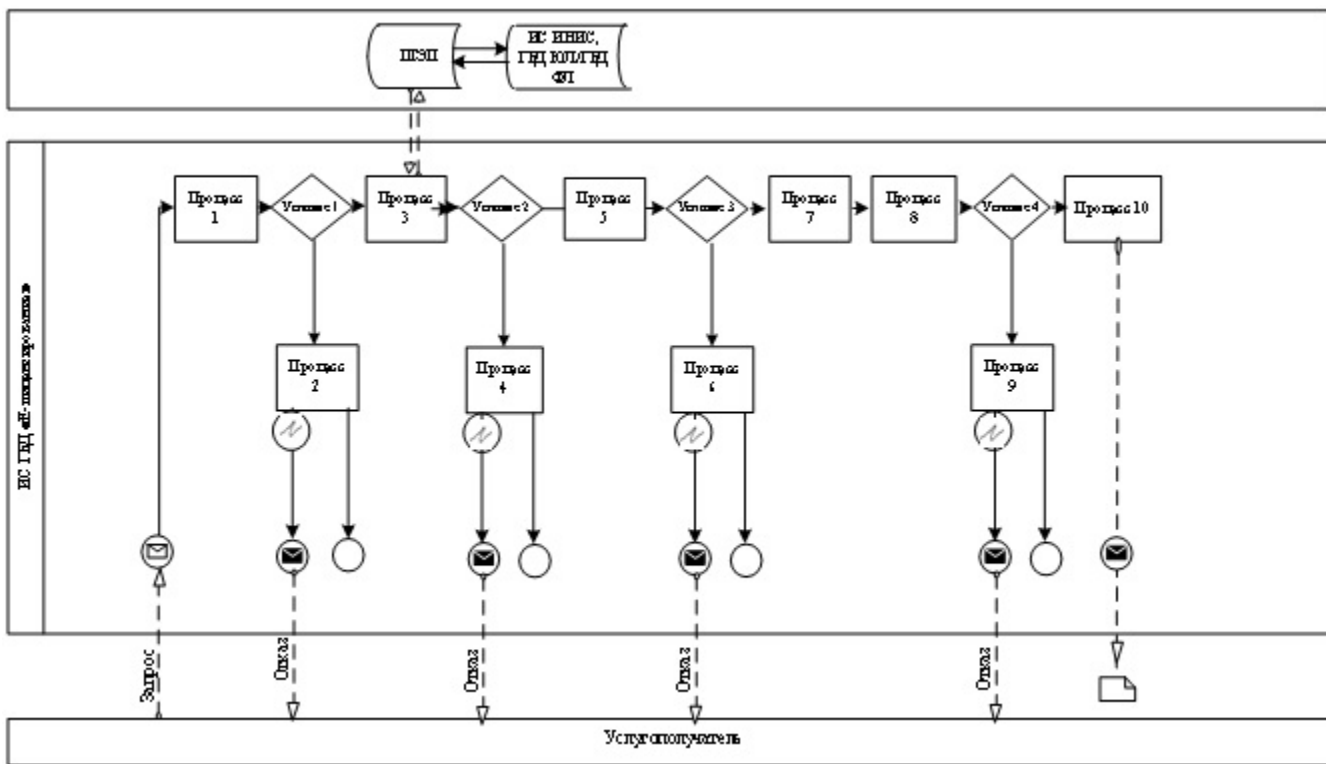 ПГЭП
ИС ИНИС,
ГБД ЮЛ/ГБД
ФЛ
ИС ГБД «Е-лицензирование»
Процесс
1
Условие 1
Процесс
3
Условие 2
Процесс
5
Условие 3
Процесс
7
Процесс
8
Условие 4
Процесс 10
Процесс
2
Процесс
4
Процесс
6
Процесс
9
Запрос
Отказ
Отказ
Отказ
Отказ
Услугополучатель